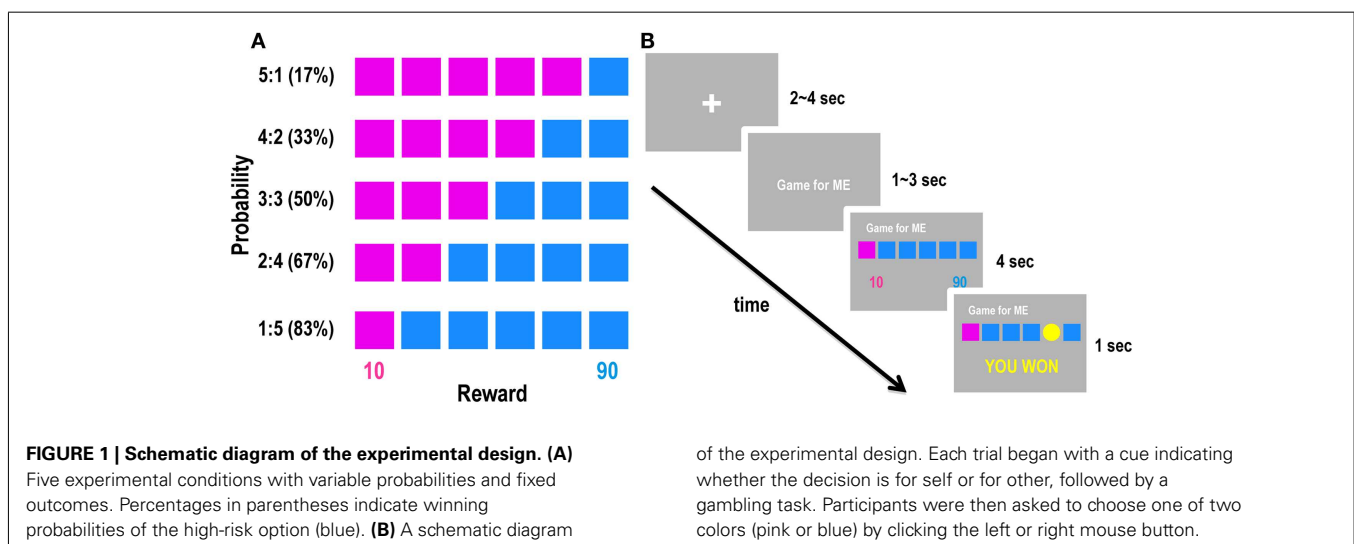 A
5:1 (17%)
4:2 (33%)
3:3 (50%)
2:4 (67%)
1:5 (83%)
Probability
10
90
Reward
B
+
2~4 sec
Game for ME
1~3 sec
Game for ME
10
90
4 sec
Game for ME
YOU WON
1 sec
time
FIGURE 1 | Schematic diagram of the experimental design. (A)
Five experimental conditions with variable probabilities and fixed
outcomes. Percentages in parentheses indicate winning
probabilities of the high-risk option (blue). (B) A schematic diagram
of the experimental design. Each trial began with a cue indicating
whether the decision is for self or for other, followed by a
gambling task. Participants were then asked to choose one of two
colors (pink or blue) by clicking the left or right mouse button.